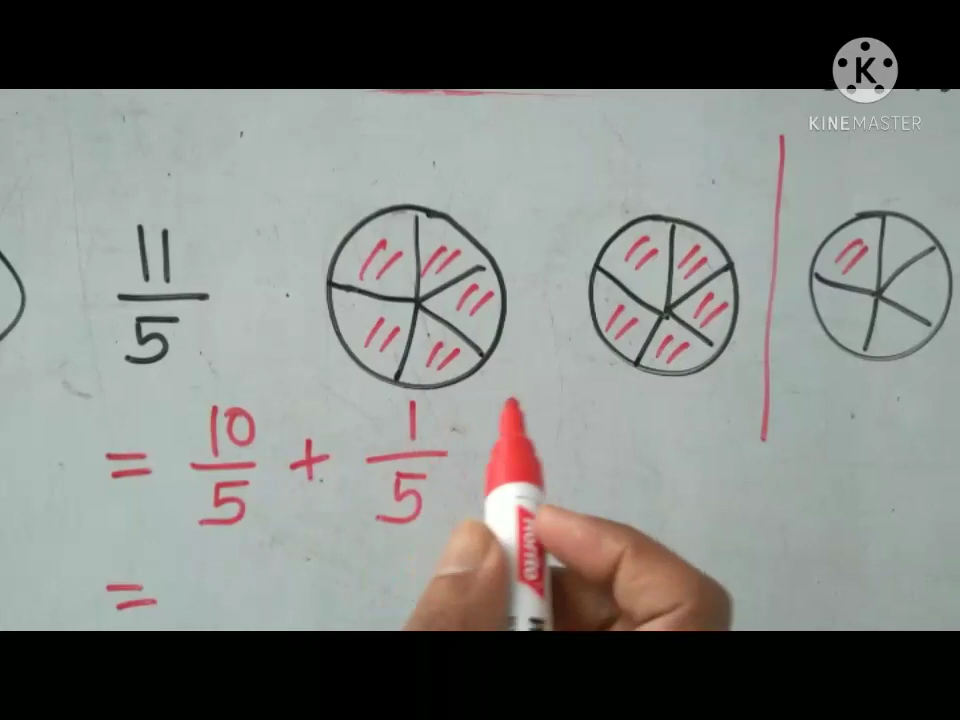 K
KINEMASTER
11/5
= 10/5 + 1/5
=